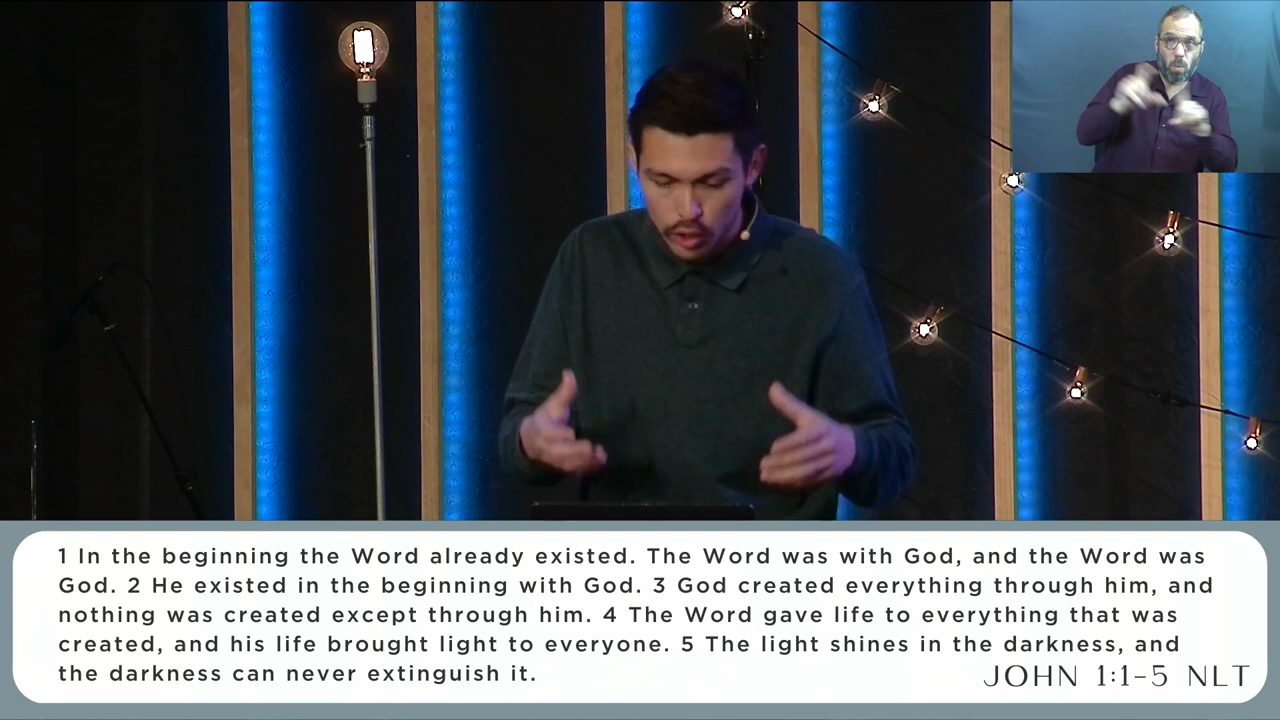 1 In the beginning the Word already existed. The Word was with God, and the Word was
God. 2 He existed in the beginning with God. 3 God created everything through him, and
nothing was created except through him. 4 The Word gave life to everything that was
created, and his life brought light to everyone. 5 The light shines in the darkness, and
the darkness can never extinguish it.
JOHN 1:1-5 NLT